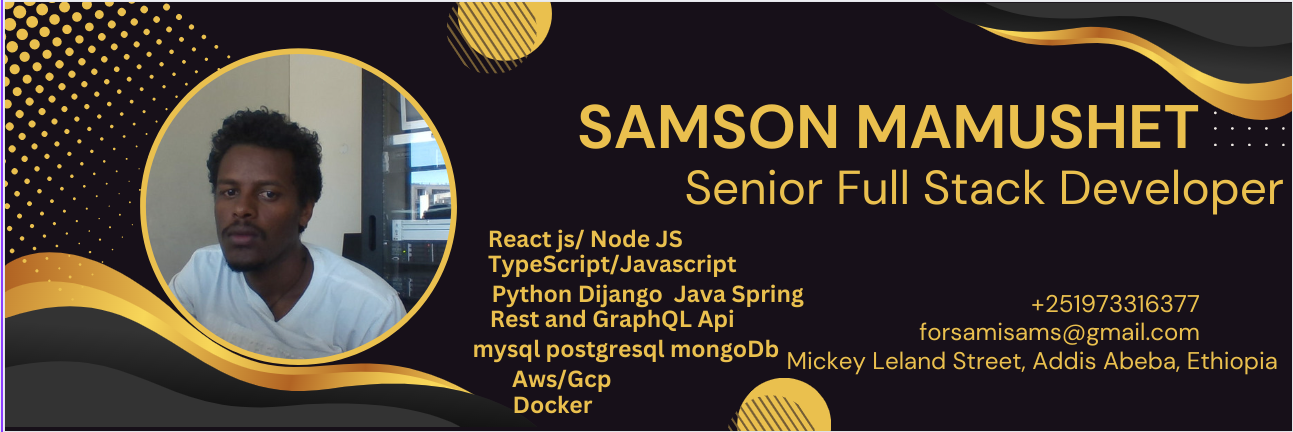 SAMSON MAMUSHET
Senior Full Stack Developer
React js/ Node JS
TypeScript/Javascript
Python Dijango Java Spring
Rest and GraphQL Api
mysql postgresql mongoDb
Aws/Gcp
Docker
+251973316377
forsamisams@gmail.com
Mickey Leland Street, Addis Abeba, Ethiopia